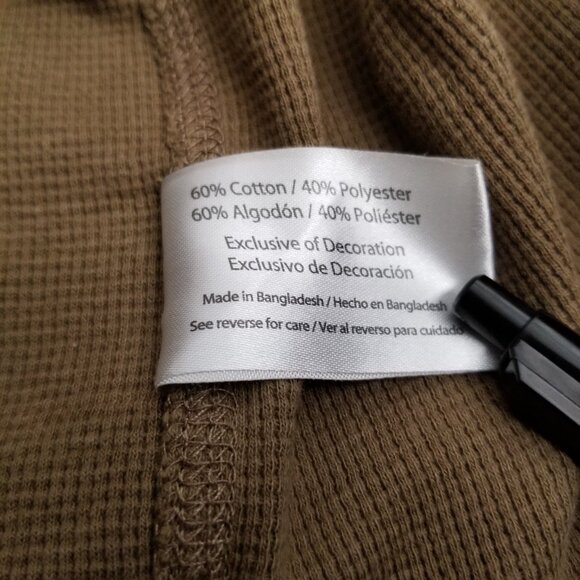 60% Cotton / 40% Polyester
60% Algodón / 40% Poliéster
Exclusive of Decoration
Exclusivo de Decoración
Made in Bangladesh / Hecho en Bangladesh
See reverse for care / Ver al reverso para cuidado